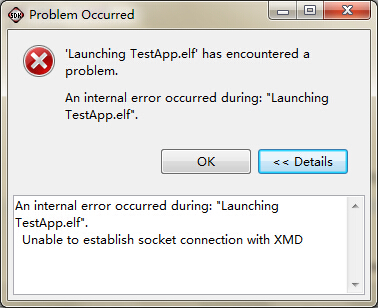 SDK Problem Occurred
'Launching TestApp.elf' has encountered a
problem.
An internal error occurred during: "Launching
TestApp.elf".
OK
<< Details
An internal error occurred during: "Launching
TestApp.elf".
Unable to establish socket connection with XMD